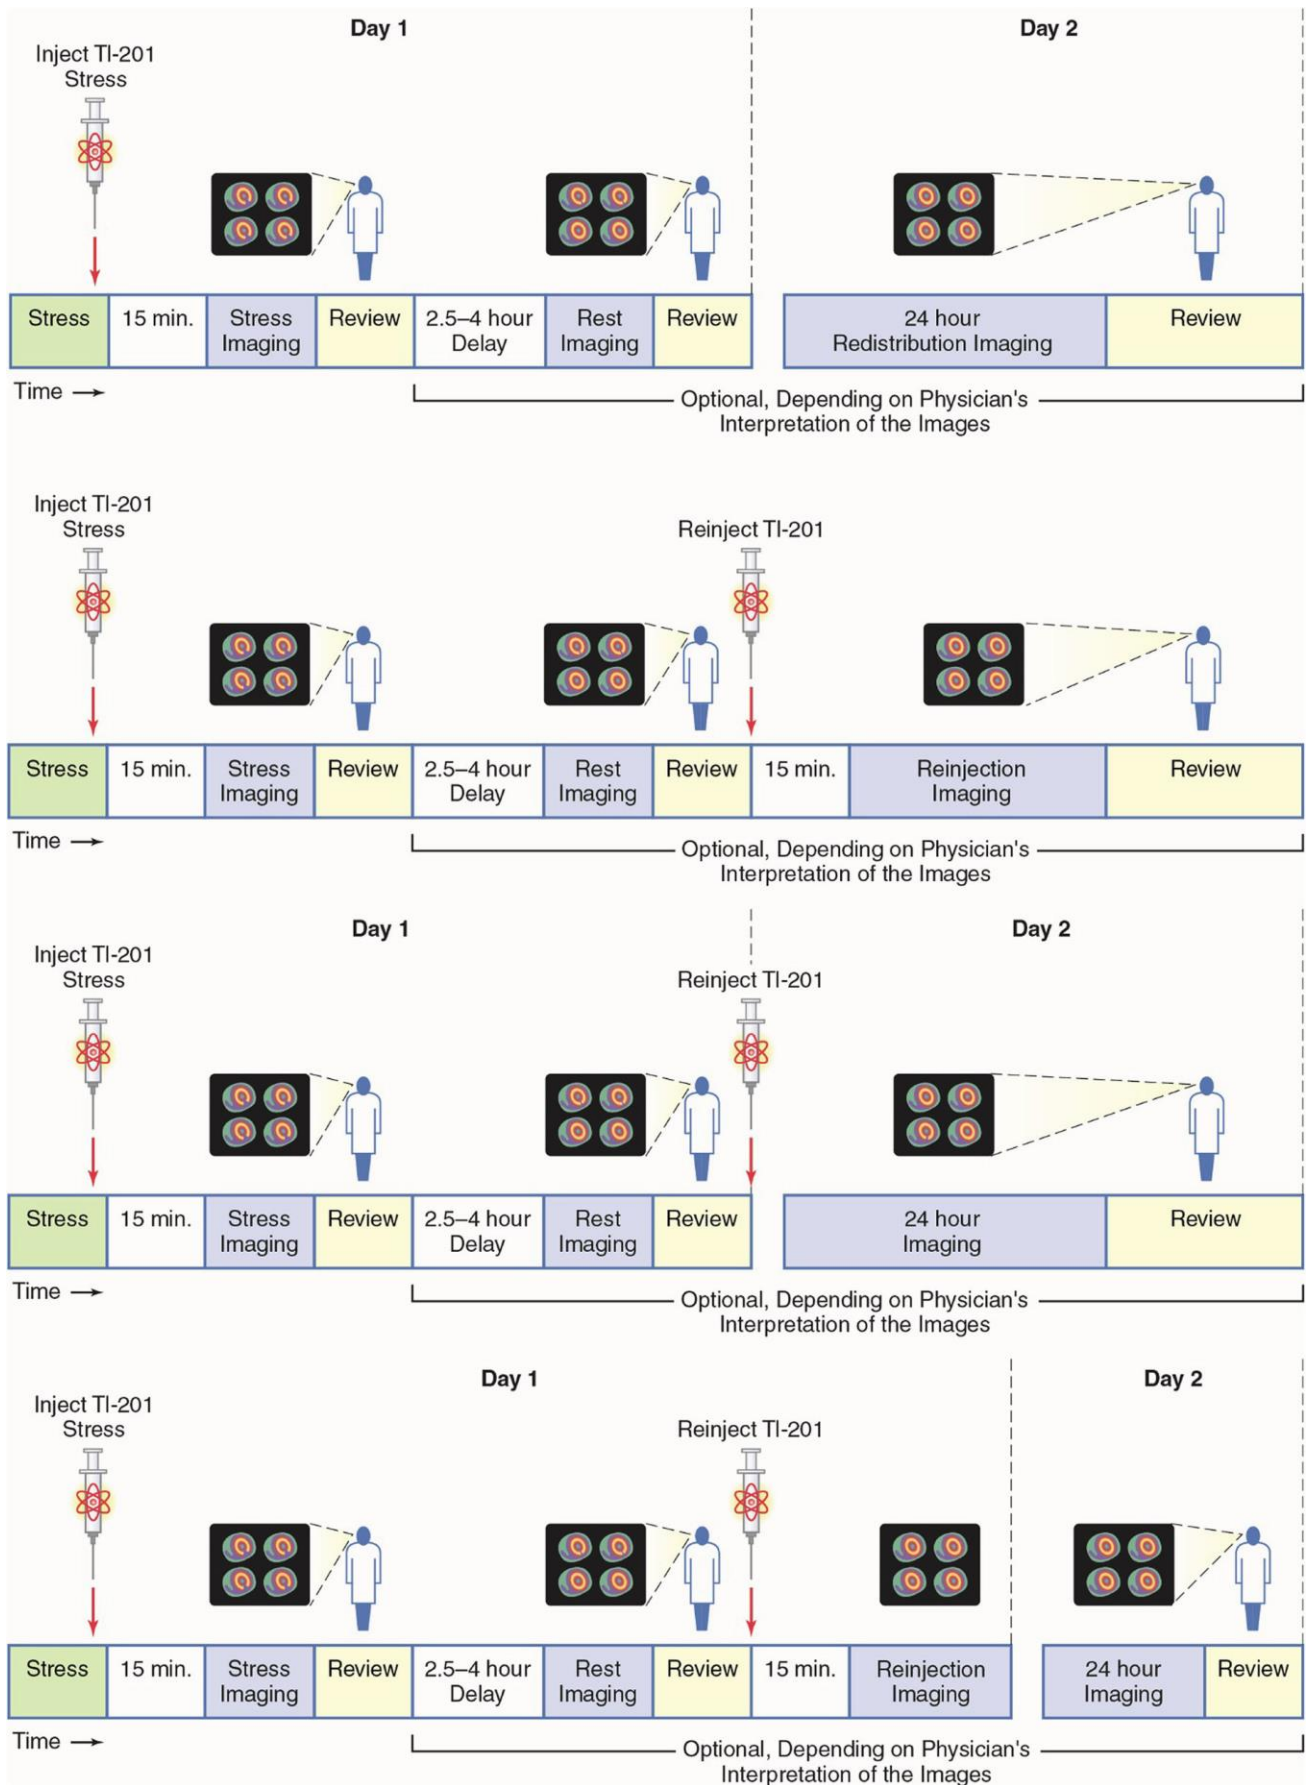 Day 1
Day 2
Inject Tl-201
Stress
Stress
15 min.
Stress
Imaging
Review
2.5–4 hour
Delay
Rest
Imaging
Review
24 hour
Redistribution Imaging
Review
Time
Optional, Depending on Physician's
Interpretation of the Images
Inject Tl-201
Stress
Reinject Tl-201
Stress
15 min.
Stress
Imaging
Review
2.5–4 hour
Delay
Rest
Imaging
Review
15 min.
Reinjection
Imaging
Review
Time
Optional, Depending on Physician's
Interpretation of the Images
Day 1
Day 2
Inject Tl-201
Stress
Reinject Tl-201
Stress
15 min.
Stress
Imaging
Review
2.5–4 hour
Delay
Rest
Imaging
Review
24 hour
Imaging
Review
Time
Optional, Depending on Physician's
Interpretation of the Images
Day 1
Day 2
Inject Tl-201
Stress
Reinject Tl-201
Stress
15 min.
Stress
Imaging
Review
2.5–4 hour
Delay
Rest
Imaging
Review
15 min.
Reinjection
Imaging
24 hour
Imaging
Review
Time
Optional, Depending on Physician's
Interpretation of the Images